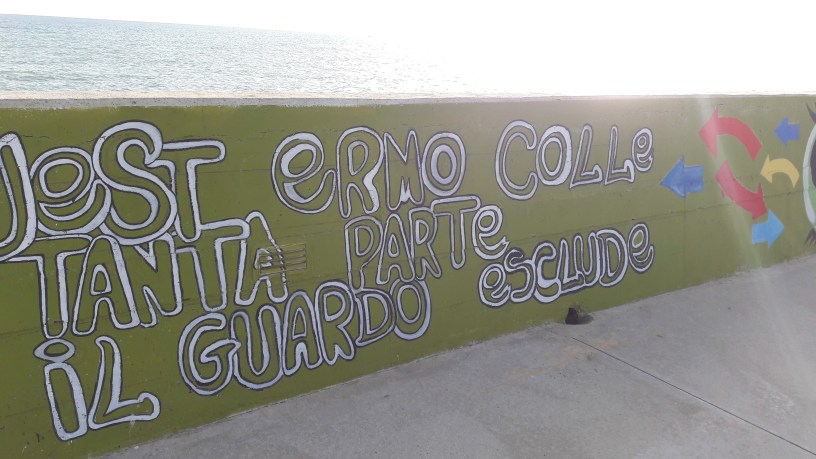 UeST eRMO COLLe
TANTA PARTe
iL GUARDO eSCLUDe